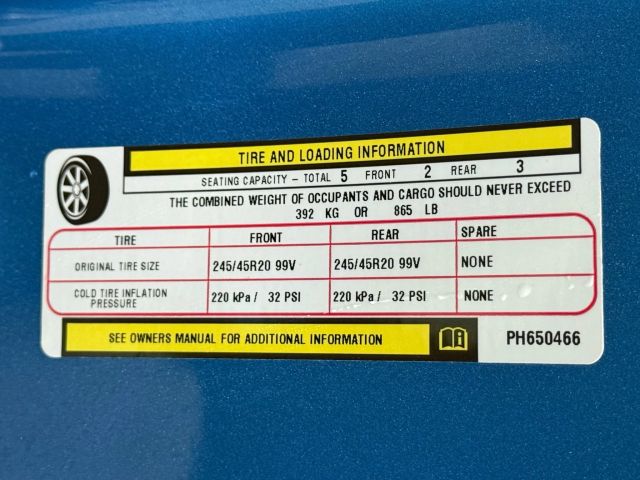 TIRE AND LOADING INFORMATION
SEATING CAPACITY - TOTAL 5 FRONT 2 REAR 3
THE COMBINED WEIGHT OF OCCUPANTS AND CARGO SHOULD NEVER EXCEED
392 KG OR 865 LB
TIRE FRONT REAR SPARE
ORIGINAL TIRE SIZE 245/45R20 99V 245/45R20 99V NONE
COLD TIRE INFLATION PRESSURE 220 kPa / 32 PSI 220 kPa / 32 PSI NONE
SEE OWNERS MANUAL FOR ADDITIONAL INFORMATION PH650466